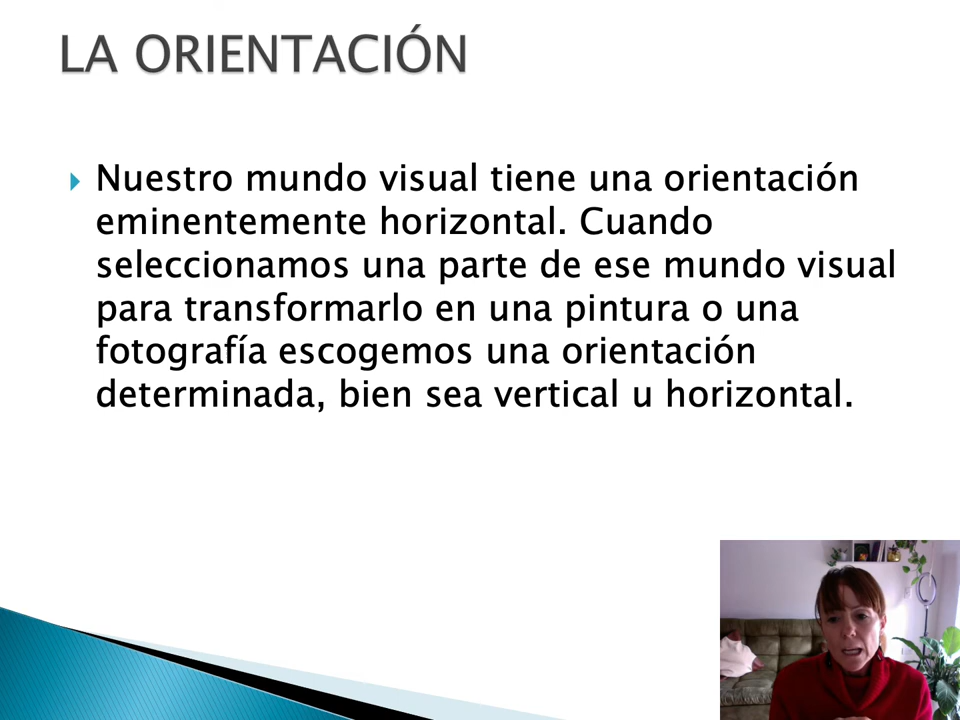 LA ORIENTACIÓN
Nuestro mundo visual tiene una orientación
eminentemente horizontal. Cuando
seleccionamos una parte de ese mundo visual
para transformarlo en una pintura o una
fotografía escogemos una orientación
determinada, bien sea vertical u horizontal.